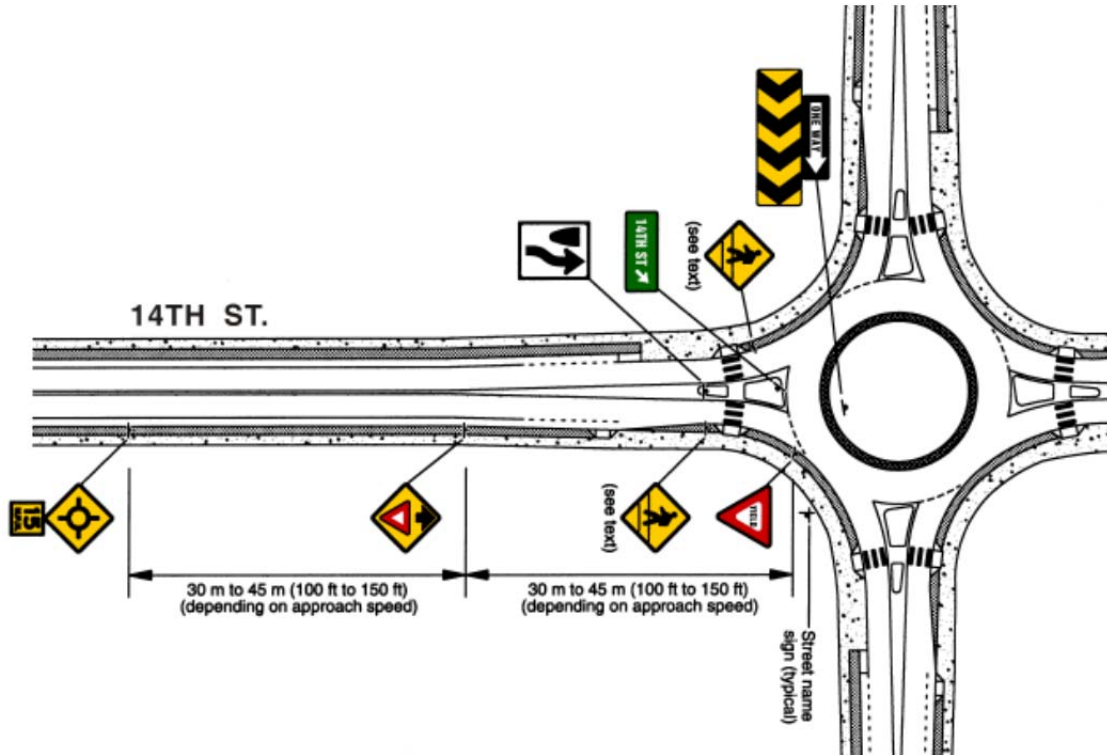 ONE WAY
14TH ST
(see text)
14TH ST.
15
MPH
(see text)
YIELD
30 m to 45 m (100 ft to 150 ft)
(depending on approach speed)
30 m to 45 m (100 ft to 150 ft)
(depending on approach speed)
Street name
sign (typical)